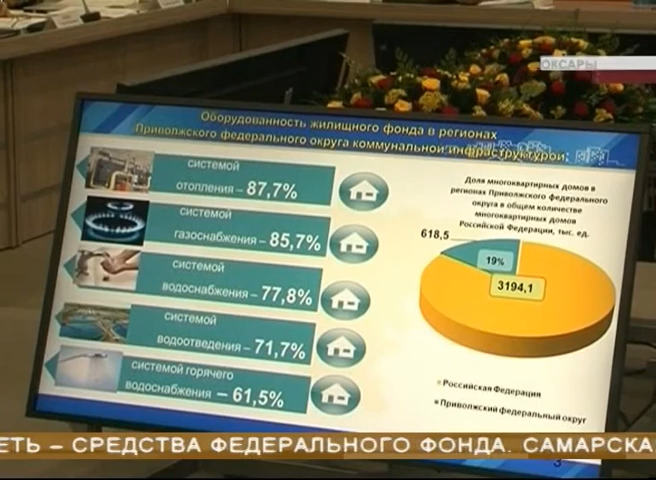 ОКСАРЫ
Оборудованность жилищного фонда в регионах
Приволжского федерального округа коммунальной инфраструктурой:
системой
отопления – 87,7%
системой
газоснабжения – 85,7%
системой
водоснабжения – 77,8%
системой
водоотведения – 71,7%
системой горячего
водоснабжения – 61,5%
Доля многоквартирных домов в
регионах Приволжского федерального
округа в общем количестве
многоквартирных домов
Российской Федерации, тыс. ед.
618,5
19%
3194,1
Российская Федерация
Приволжский федеральный округ
ЕТЬ – СРЕДСТВА ФЕДЕРАЛЬНОГО ФОНДА. САМАРСКА
3